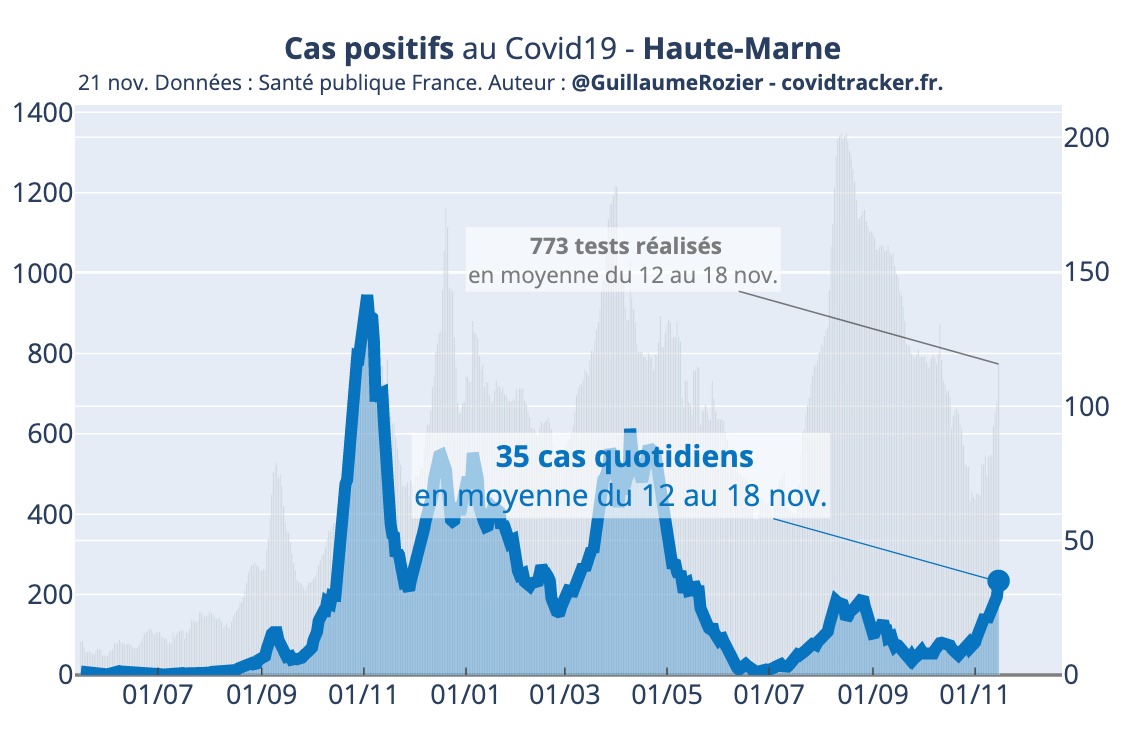 Cas positifs au Covid19 - Haute-Marne
21 nov. Données : Santé publique France. Auteur : @GuillaumeRozier - covidtracker.fr.
1400
1200
1000
800
600
400
200
0
200
150
100
50
0
773 tests réalisés
en moyenne du 12 au 18 nov.
35 cas quotidiens
en moyenne du 12 au 18 nov.
01/07 01/09 01/11 01/01 01/03 01/05 01/07 01/09 01/11